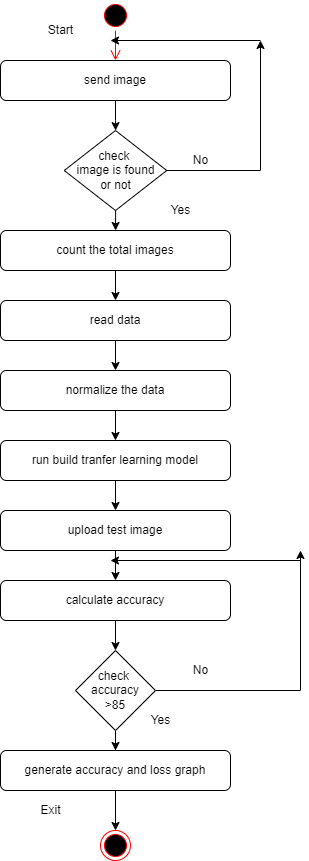 Start
send image
check
image is found
or not
No
Yes
count the total images
read data
normalize the data
run build tranfer learning model
upload test image
calculate accuracy
check
accuracy
>85
No
Yes
generate accuracy and loss graph
Exit